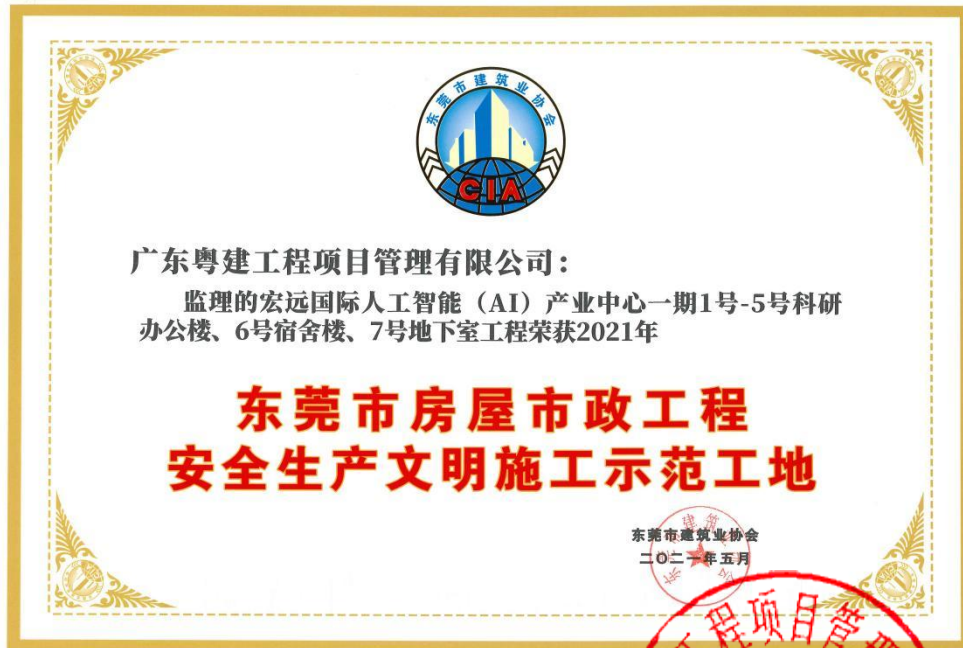 东莞市建筑业协会
CIA
广东粤建工程项目管理有限公司：
监理的宏远国际人工智能（AI）产业中心一期1号-5号科研
办公楼、6号宿舍楼、7号地下室工程荣获2021年
东莞市房屋市政工程
安全生产文明施工示范工地
东莞市建筑业协会
二〇二一年五月
工程项目管理